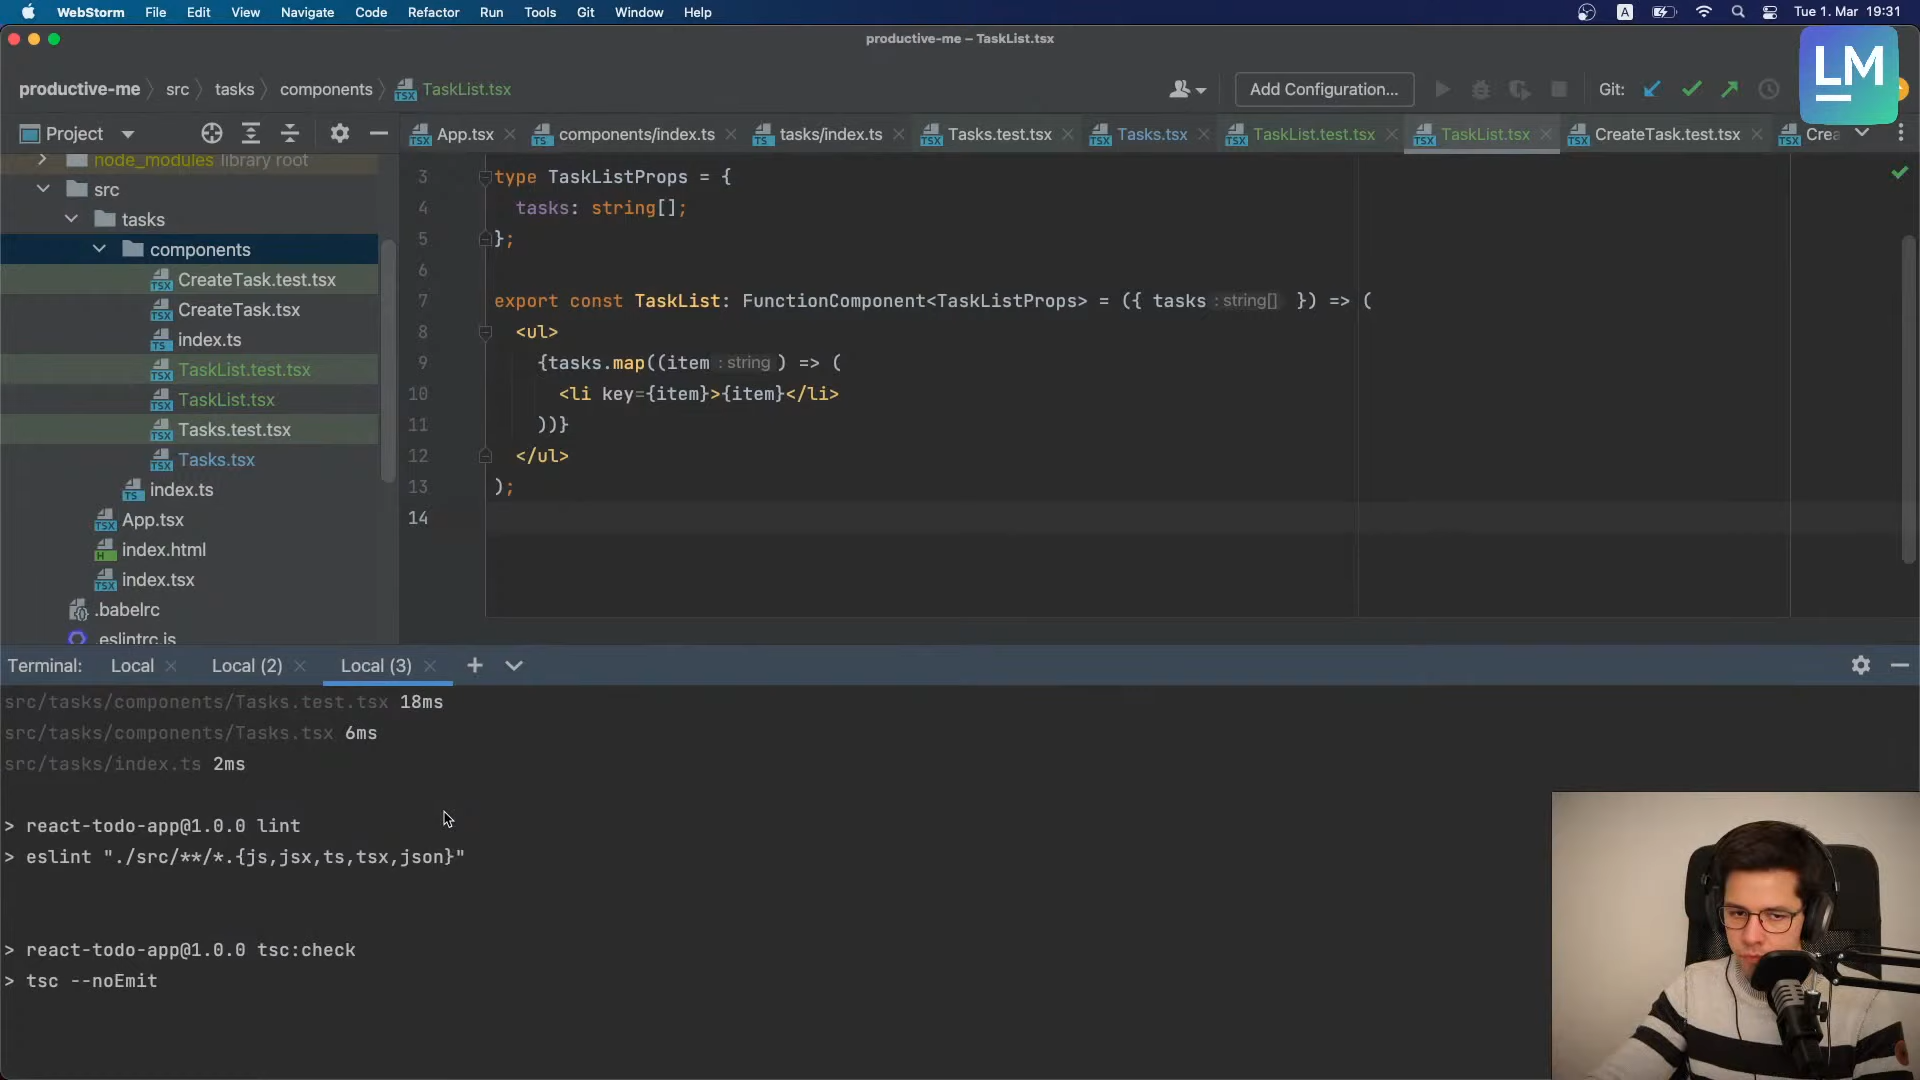 WebStorm File Edit View Navigate Code Refactor Run Tools Git Window Help
A Tue 1. Mar 19:31
productive-me – TaskList.tsx
LM
productive-me src tasks components TaskList.tsx
Add Configuration... Git:
Project
App.tsx components/index.ts tasks/index.ts Tasks.test.tsx Tasks.tsx TaskList.test.tsx TaskList.tsx CreateTask.test.tsx Crea
node_modules library root
src
tasks
components
CreateTask.test.tsx
CreateTask.tsx
index.ts
TaskList.test.tsx
TaskList.tsx
Tasks.test.tsx
Tasks.tsx
index.ts
App.tsx
index.html
index.tsx
.babelrc
.eslintrc.js
3 type TaskListProps = {
4 tasks: string[];
5 };
6
7 export const TaskList: FunctionComponent<TaskListProps> = ({ tasks : string[] }) => (
8 <ul>
9 {tasks.map((item : string ) => (
10 <li key={item}>{item}</li>
11 ))}
12 </ul>
13 );
14
Terminal: Local Local (2) Local (3)
src/tasks/components/Tasks.test.tsx 18ms
src/tasks/components/Tasks.tsx 6ms
src/tasks/index.ts 2ms
> react-todo-app@1.0.0 lint
> eslint "./src/**/*.{js,jsx,ts,tsx,json}"
> react-todo-app@1.0.0 tsc:check
> tsc --noEmit